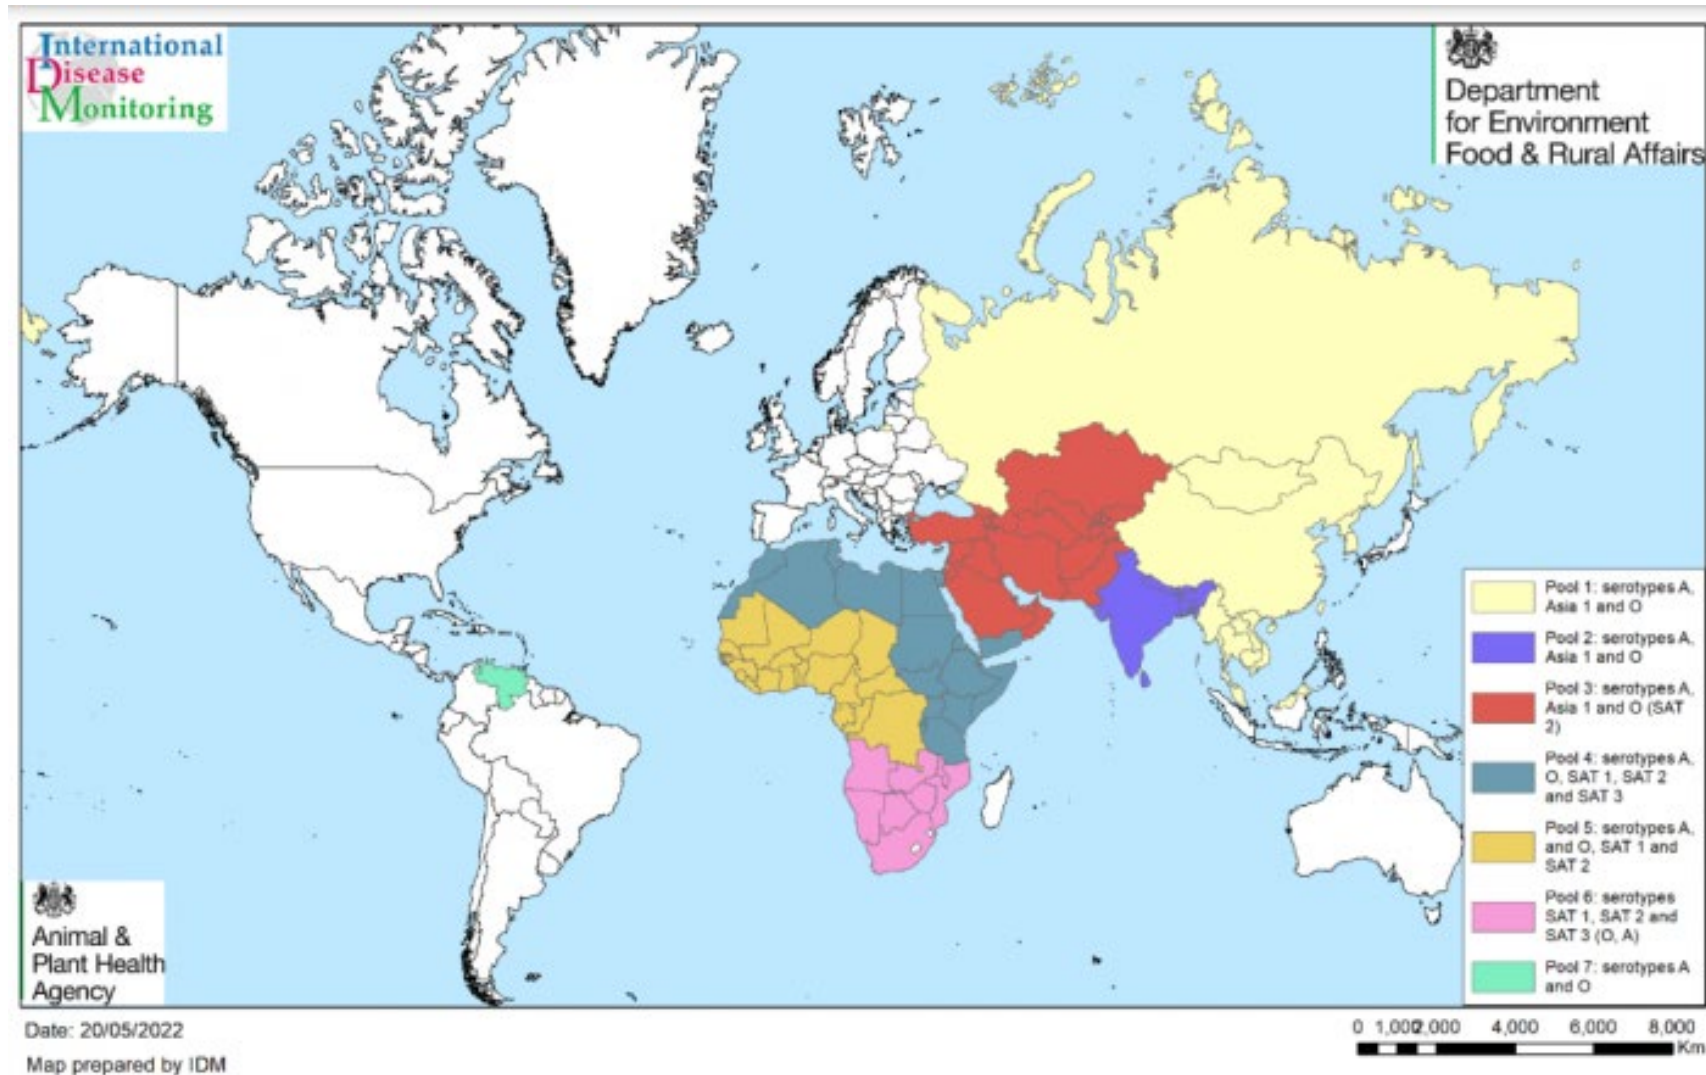 International
Disease
Monitoring
Department
for Environment
Food & Rural Affairs
Pool 1: serotypes A,
Asia 1 and O
Pool 2: serotypes A,
Asia 1 and O
Pool 3: serotypes A,
Asia 1 and O (SAT
2)
Pool 4: serotypes A,
O, SAT 1, SAT 2
and SAT 3
Pool 5: serotypes A,
and O, SAT 1 and
SAT 2
Pool 6: serotypes
SAT 1, SAT 2 and
SAT 3 (O, A)
Pool 7: serotypes A
and O
Animal &
Plant Health
Agency
Date: 20/05/2022
Map prepared by IDM
0 1,000 2,000 4,000 6,000 8,000
Km